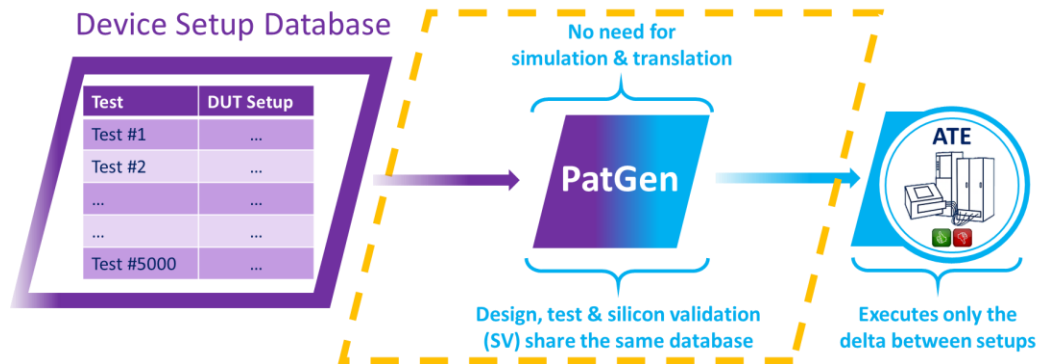 Device Setup Database
Test DUT Setup
Test #1 ...
Test #2 ...
... ...
... ...
Test #5000 ...
No need for
simulation & translation
PatGen
Design, test & silicon validation
(SV) share the same database
ATE
Executes only the
delta between setups